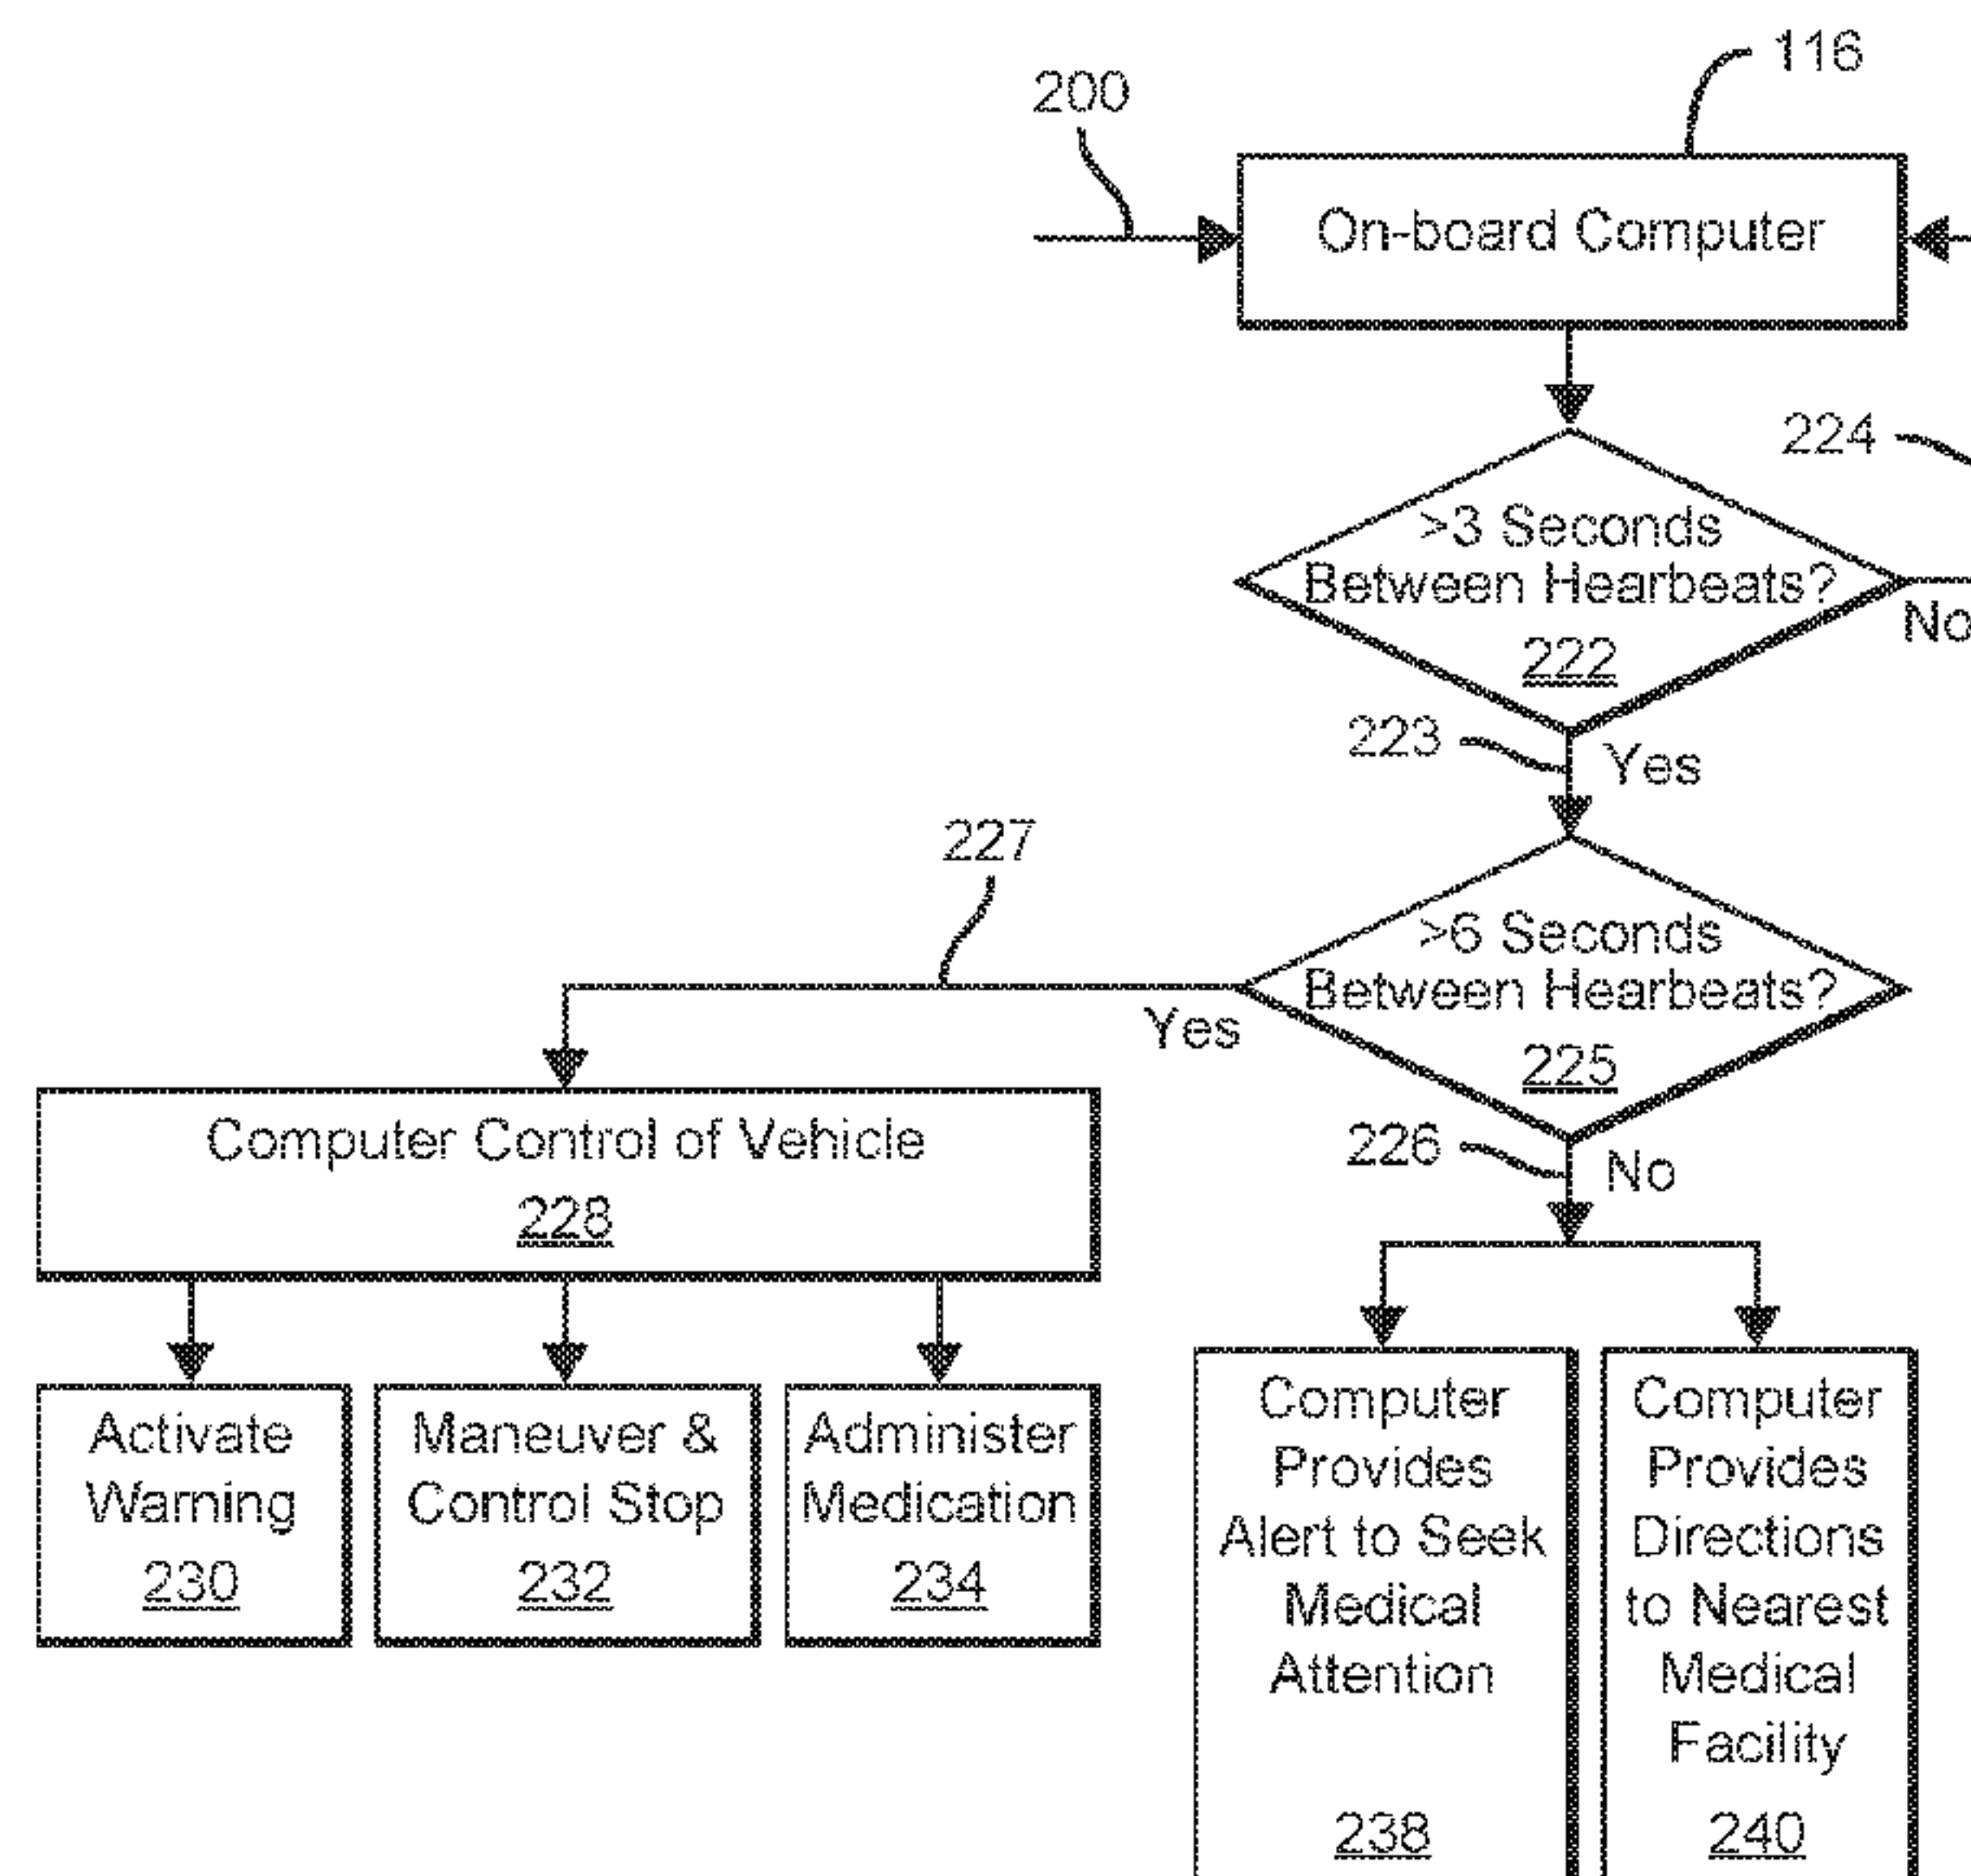 116
200
On-board Computer
224
>3 Seconds
Between Hearbeats?
222
No
223
Yes
227
>6 Seconds
Between Hearbeats?
225
Yes
226
No
Computer Control of Vehicle
228
Activate
Warning
230
Maneuver &
Control Stop
232
Administer
Medication
234
Computer
Provides
Alert to Seek
Medical
Attention
238
Computer
Provides
Directions
to Nearest
Medical
Facility
240